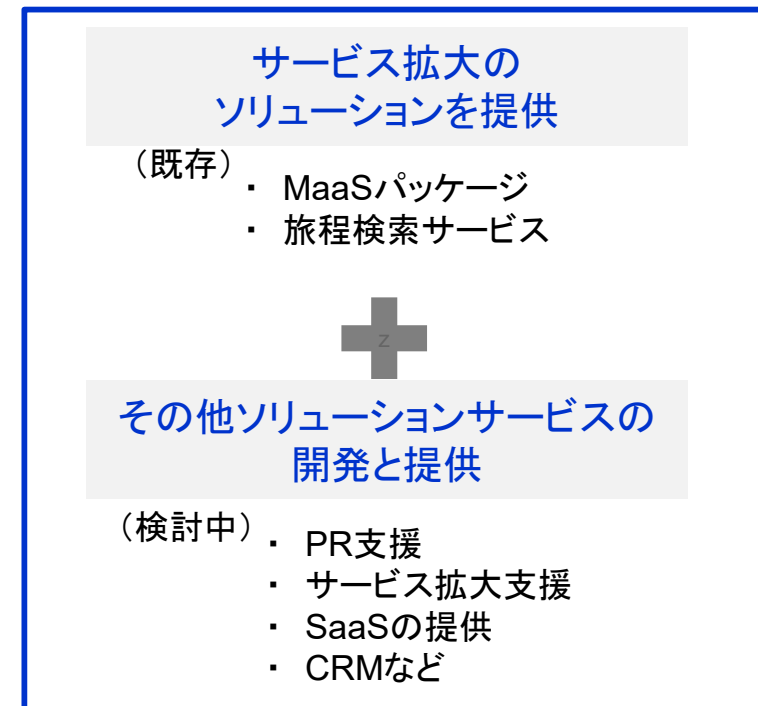 サービス拡大の
ソリューションを提供
（既存）
・ MaaSパッケージ
・ 旅程検索サービス
z
その他ソリューションサービスの
開発と提供
（検討中）
・ PR支援
・ サービス拡大支援
・ SaaSの提供
・ CRMなど